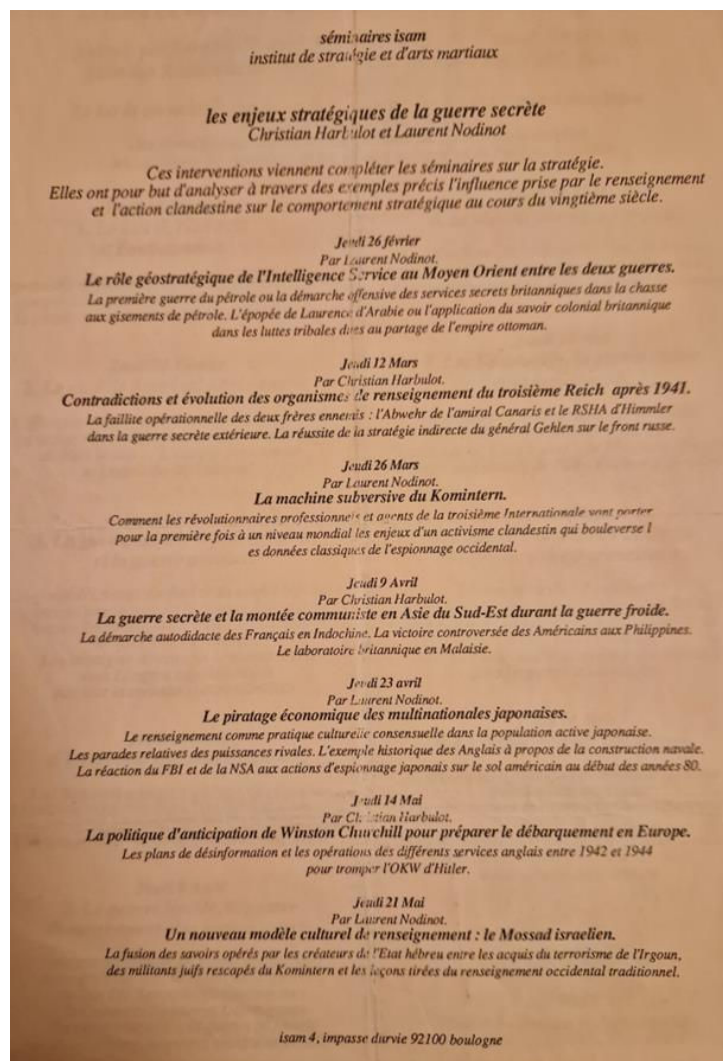 séminaires isam
institut de stratégie et d'arts martiaux
les enjeux stratégiques de la guerre secrète
Christian Harbulot et Laurent Nodinot
Ces interventions viennent compléter les séminaires sur la stratégie.
Elles ont pour but d'analyser à travers des exemples précis l'influence prise par le renseignement
et l'action clandestine sur le comportement stratégique au cours du vingtième siècle.
Jeudi 26 février
Par Laurent Nodinot.
Le rôle géostratégique de l'Intelligence Service au Moyen Orient entre les deux guerres.
La première guerre du pétrole ou la démarche offensive des services secrets britanniques dans la chasse
aux gisements de pétrole. L'épopée de Laurence d'Arabie ou l'application du savoir colonial britannique
dans les luttes tribales dues au partage de l'empire ottoman.
Jeudi 12 Mars
Par Christian Harbulot.
Contradictions et évolution des organismes de renseignement du troisième Reich après 1941.
La faillite opérationnelle des deux frères ennemis : l'Abwehr de l'amiral Canaris et le RSHA d'Himmler
dans la guerre secrète extérieure. La réussite de la stratégie indirecte du général Gehlen sur le front russe.
Jeudi 26 Mars
Par Laurent Nodinot.
La machine subversive du Komintern.
Comment les révolutionnaires professionnels et agents de la troisième Internationale vont porter
pour la première fois à un niveau mondial les enjeux d'un activisme clandestin qui bouleverse l
es données classiques de l'espionnage occidental.
Jeudi 9 Avril
Par Christian Harbulot.
La guerre secrète et la montée communiste en Asie du Sud-Est durant la guerre froide.
La démarche autodidacte des Français en Indochine. La victoire controversée des Américains aux Philippines.
Le laboratoire britannique en Malaisie.
Jeudi 23 avril
Par Laurent Nodinot.
Le piratage économique des multinationales japonaises.
Le renseignement comme pratique culturelle consensuelle dans la population active japonaise.
Les parades relatives des puissances rivales. L'exemple historique des Anglais à propos de la construction navale.
La réaction du FBI et de la NSA aux actions d'espionnage japonais sur le sol américain au début des années 80.
Jeudi 14 Mai
Par Christian Harbulot.
La politique d'anticipation de Winston Churchill pour préparer le débarquement en Europe.
Les plans de désinformation et les opérations des différents services anglais entre 1942 et 1944
pour tromper l'OKW d'Hitler.
Jeudi 21 Mai
Par Laurent Nodinot.
Un nouveau modèle culturel de renseignement : le Mossad israelien.
La fusion des savoirs opérés par les créateurs de l'Etat hébreu entre les acquis du terrorisme de l'Irgoun,
des militants juifs rescapés du Komintern et les leçons tirées du renseignement occidental traditionnel.
isam 4, impasse durvie 92100 boulogne